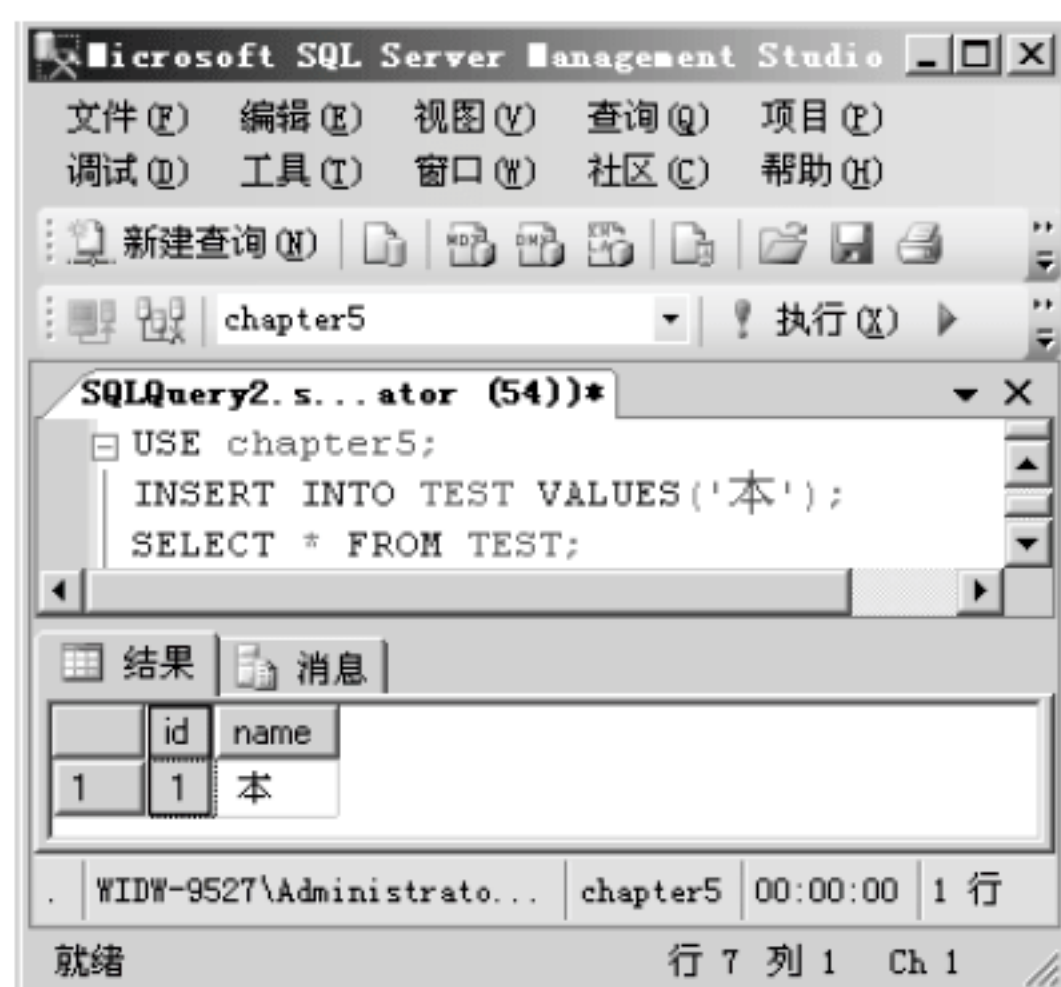 Microsoft SQL Server Management Studio
文件(F) 编辑(E) 视图(V) 查询(Q) 项目(P)
调试(D) 工具(T) 窗口(W) 社区(C) 帮助(H)
新建查询(N)
chapter5 执行(X)
SQLQuery2.s...ator (54))*
USE chapter5;
INSERT INTO TEST VALUES('本');
SELECT * FROM TEST;
结果 消息
id name
1 1 本
. WIDW-9527\Administrato... chapter5 00:00:00 1 行
就绪 行 7 列 1 Ch 1